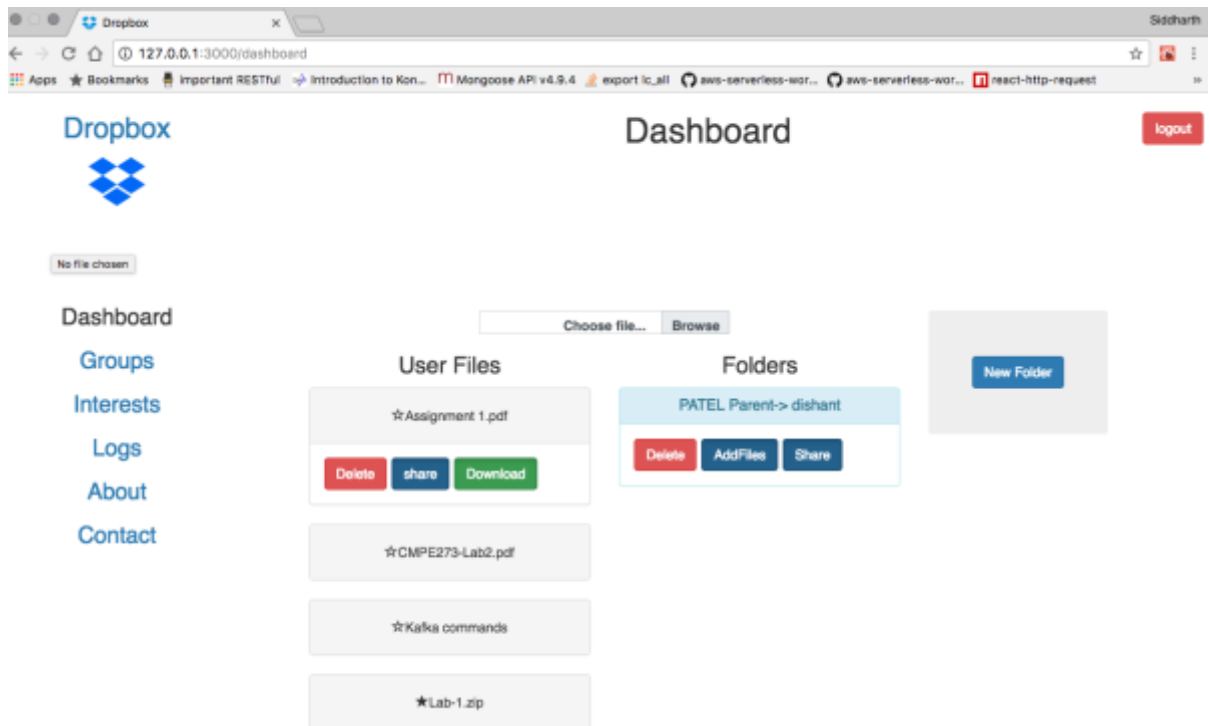 Dropbox
Siddharth
127.0.0.1:3000/dashboard
Apps Bookmarks Important RESTful Introduction to Kon... Mongoose API v4.9.4 export lc_all aws-serverless-wor... aws-serverless-wor... react-http-request
Dropbox
Dashboard
logout
No file chosen
Dashboard
Groups
Interests
Logs
About
Contact
Choose file... Browse
User Files
☆Assignment 1.pdf
Delete share Download
☆CMPE273-Lab2.pdf
☆Kafka commands
★Lab-1.zip
Folders
PATEL Parent-> dishant
Delete AddFiles Share
New Folder